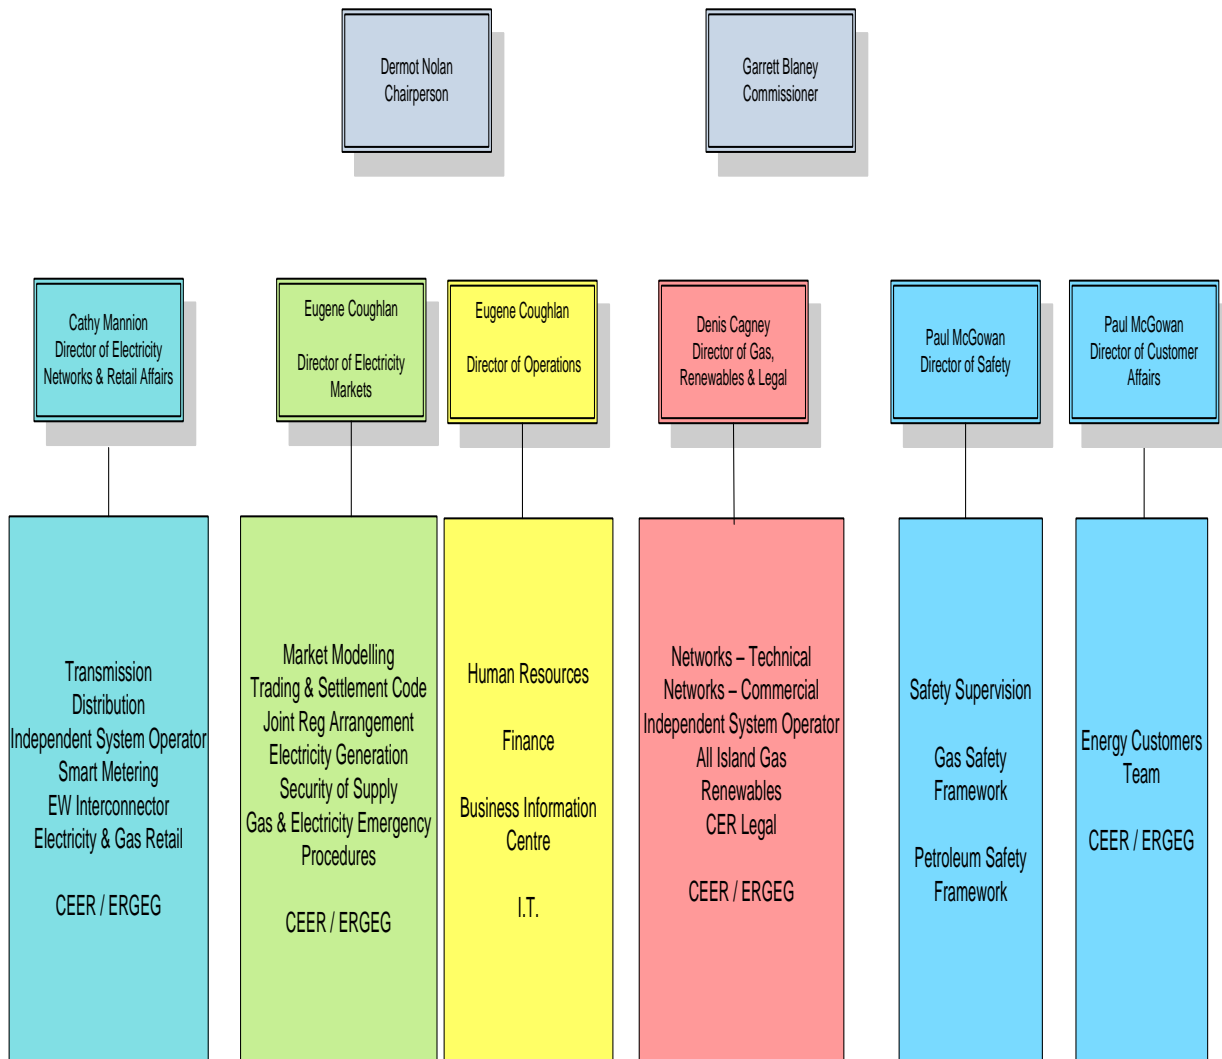 Dermot Nolan
Chairperson
Garrett Blaney
Commissioner
Cathy Mannion
Director of Electricity
Networks & Retail Affairs
Eugene Coughlan
Director of Electricity
Markets
Eugene Coughlan
Director of Operations
Denis Cagney
Director of Gas,
Renewables & Legal
Paul McGowan
Director of Safety
Paul McGowan
Director of Customer
Affairs
Transmission
Distribution
Independent System Operator
Smart Metering
EW Interconnector
Electricity & Gas Retail
CEER / ERGEG
Market Modelling
Trading & Settlement Code
Joint Reg Arrangement
Electricity Generation
Security of Supply
Gas & Electricity Emergency
Procedures
CEER / ERGEG
Human Resources
Finance
Business Information
Centre
I.T.
Networks – Technical
Networks – Commercial
Independent System Operator
All Island Gas
Renewables
CER Legal
CEER / ERGEG
Safety Supervision
Gas Safety
Framework
Petroleum Safety
Framework
Energy Customers
Team
CEER / ERGEG